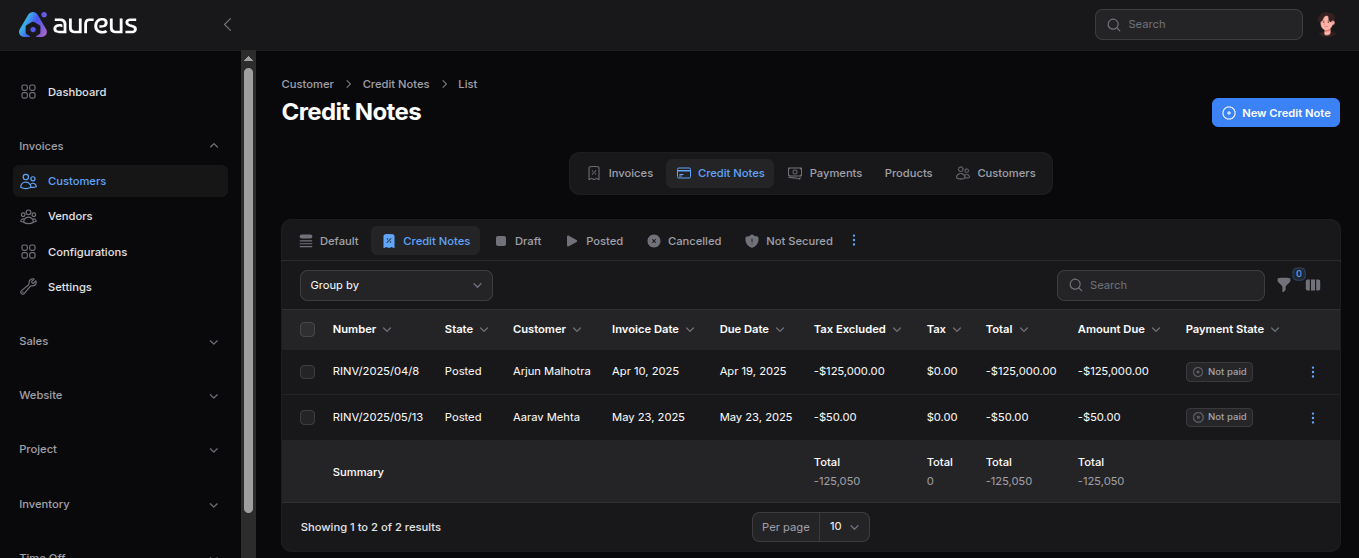 aureus
Search
Dashboard
Invoices
Customers
Vendors
Configurations
Settings
Sales
Website
Project
Inventory
Time Off
Customer > Credit Notes > List
Credit Notes
New Credit Note
Invoices Credit Notes Payments Products Customers
Default Credit Notes Draft Posted Cancelled Not Secured
Group by
Search
0
Number State Customer Invoice Date Due Date Tax Excluded Tax Total Amount Due Payment State
RINV/2025/04/8 Posted Arjun Malhotra Apr 10, 2025 Apr 19, 2025 -$125,000.00 $0.00 -$125,000.00 -$125,000.00 Not paid
RINV/2025/05/13 Posted Aarav Mehta May 23, 2025 May 23, 2025 -$50.00 $0.00 -$50.00 -$50.00 Not paid
Summary
Total Total Total Total
-125,050 0 -125,050 -125,050
Showing 1 to 2 of 2 results
Per page 10